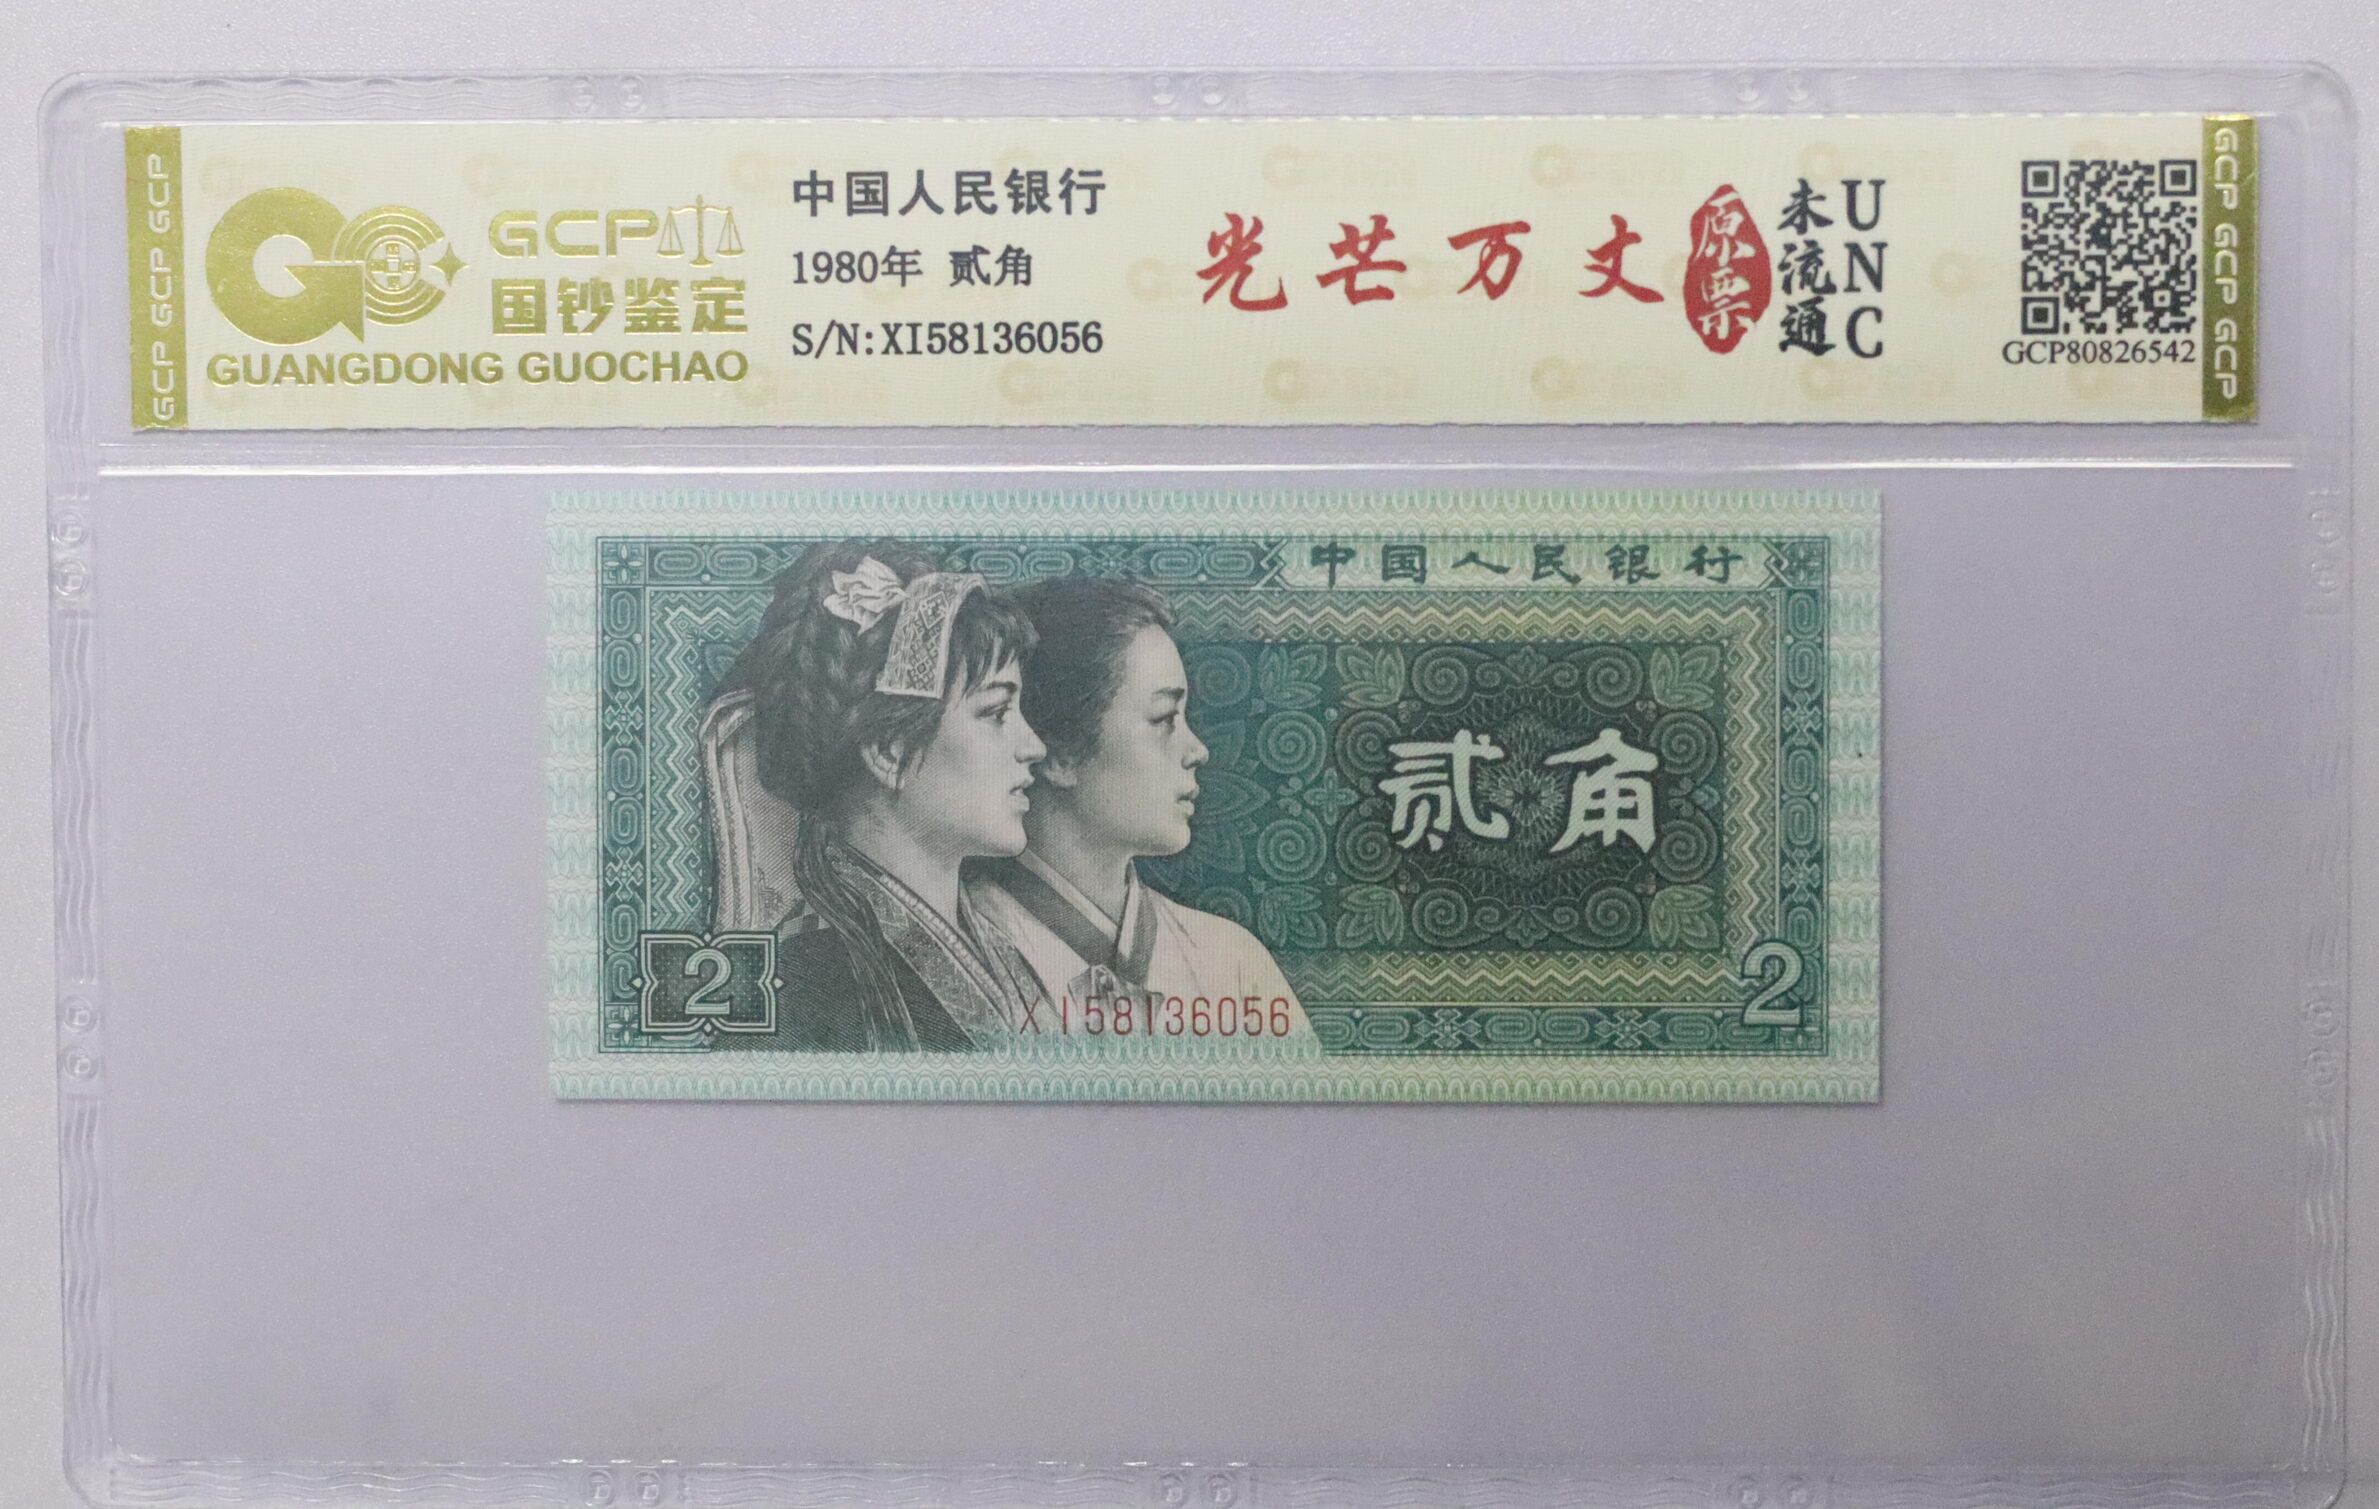 GCP GCP GCP
GCP
国钞鉴定
GUANGDONG GUOCHAO
中国人民银行
1980年 贰角
S/N:XI58136056
光芒万丈
原票
未流通
UNC
GCP80826542
GCP GCP GCP
中国人民银行
贰角
2
XI58136056
2